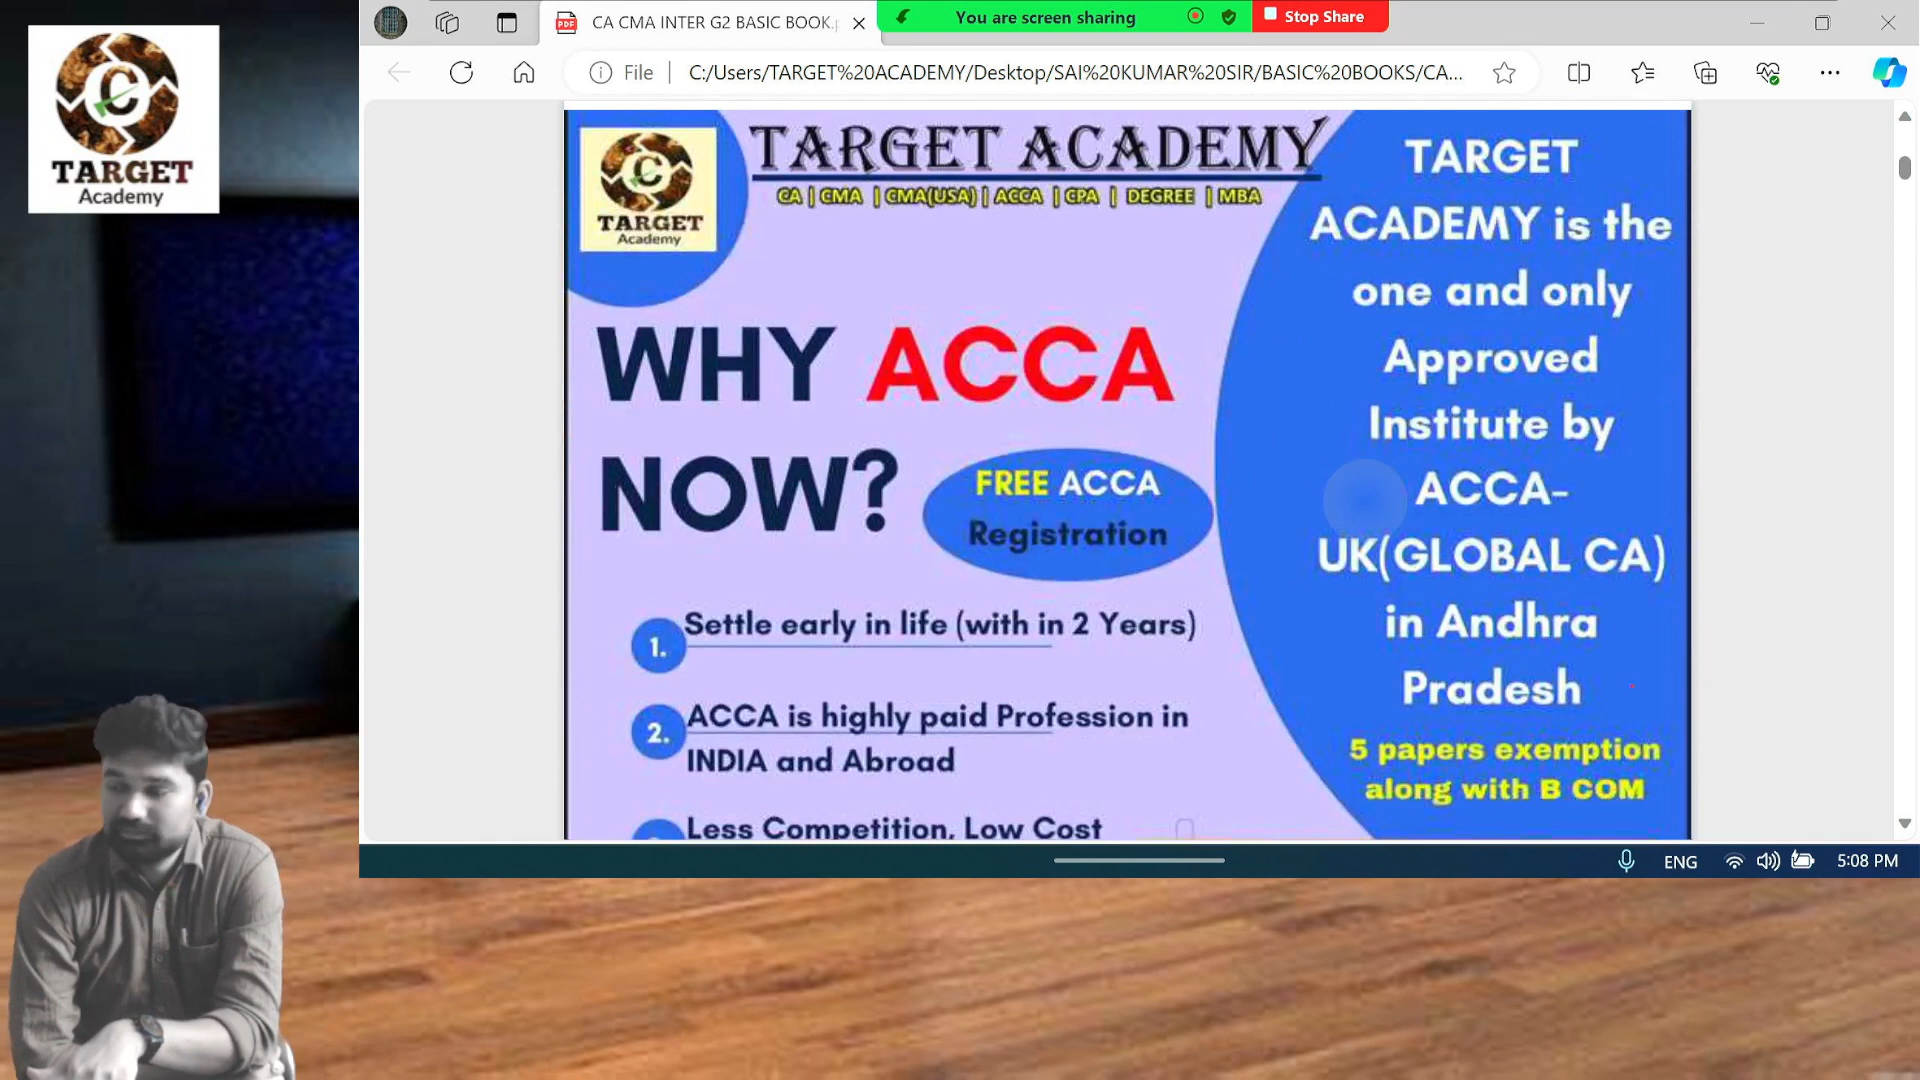 CA CMA INTER G2 BASIC BOOK.p
You are screen sharing
Stop Share
File
C:/Users/TARGET%20ACADEMY/Desktop/SAI%20KUMAR%20SIR/BASIC%20BOOKS/CA...
C
TARGET
Academy
C
TARGET
Academy
TARGET ACADEMY
CA | CMA | CMA(USA) | ACCA | CPA | DEGREE | MBA
WHY ACCA
NOW?
FREE ACCA
Registration
1. Settle early in life (with in 2 Years)
2. ACCA is highly paid Profession in
INDIA and Abroad
Less Competition, Low Cost
TARGET
ACADEMY is the
one and only
Approved
Institute by
ACCA-
UK(GLOBAL CA)
in Andhra
Pradesh
5 papers exemption
along with B COM
ENG
5:08 PM